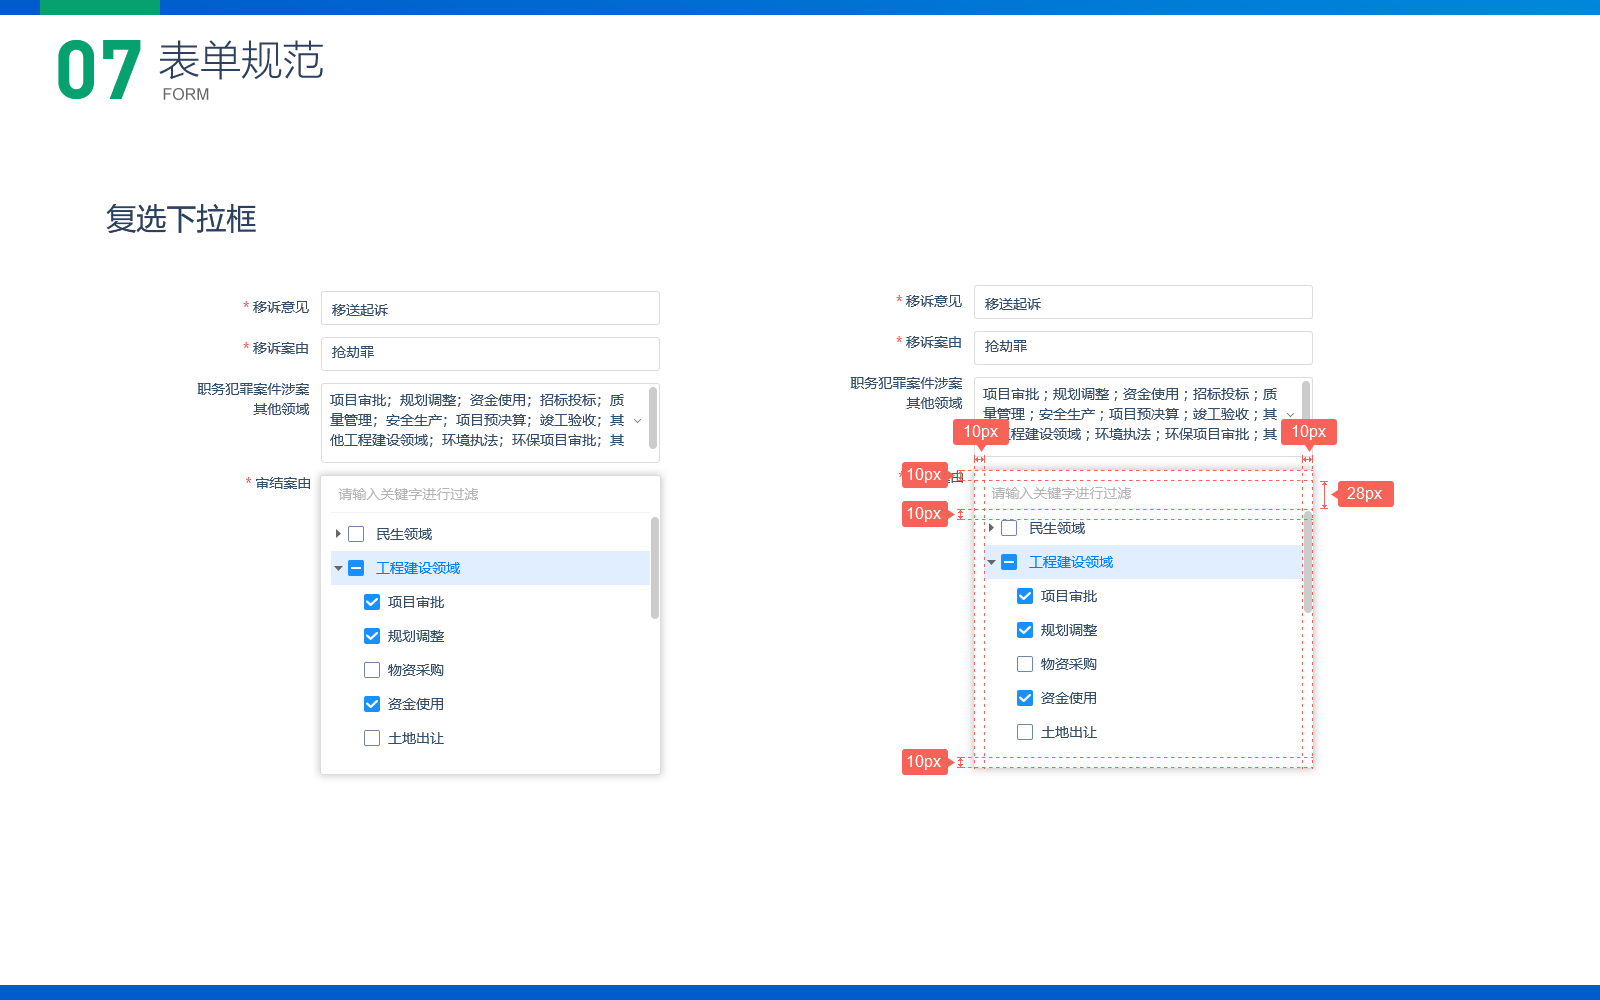 07 表单规范
FORM
复选下拉框
* 移诉意见 移送起诉
* 移诉案由 抢劫罪
职务犯罪案件涉案
其他领域
项目审批；规划调整；资金使用；招标投标；质
量管理；安全生产；项目预决算；竣工验收；其
他工程建设领域；环境执法；环保项目审批；其
* 审结案由
请输入关键字进行过滤
民生领域
工程建设领域
项目审批
规划调整
物资采购
资金使用
土地出让
* 移诉意见 移送起诉
* 移诉案由 抢劫罪
职务犯罪案件涉案
其他领域
项目审批；规划调整；资金使用；招标投标；质
量管理；安全生产；项目预决算；竣工验收；其
程建设领域；环境执法；环保项目审批；其
10px
10px
10px
由
请输入关键字进行过滤
28px
10px
民生领域
工程建设领域
项目审批
规划调整
物资采购
资金使用
土地出让
10px